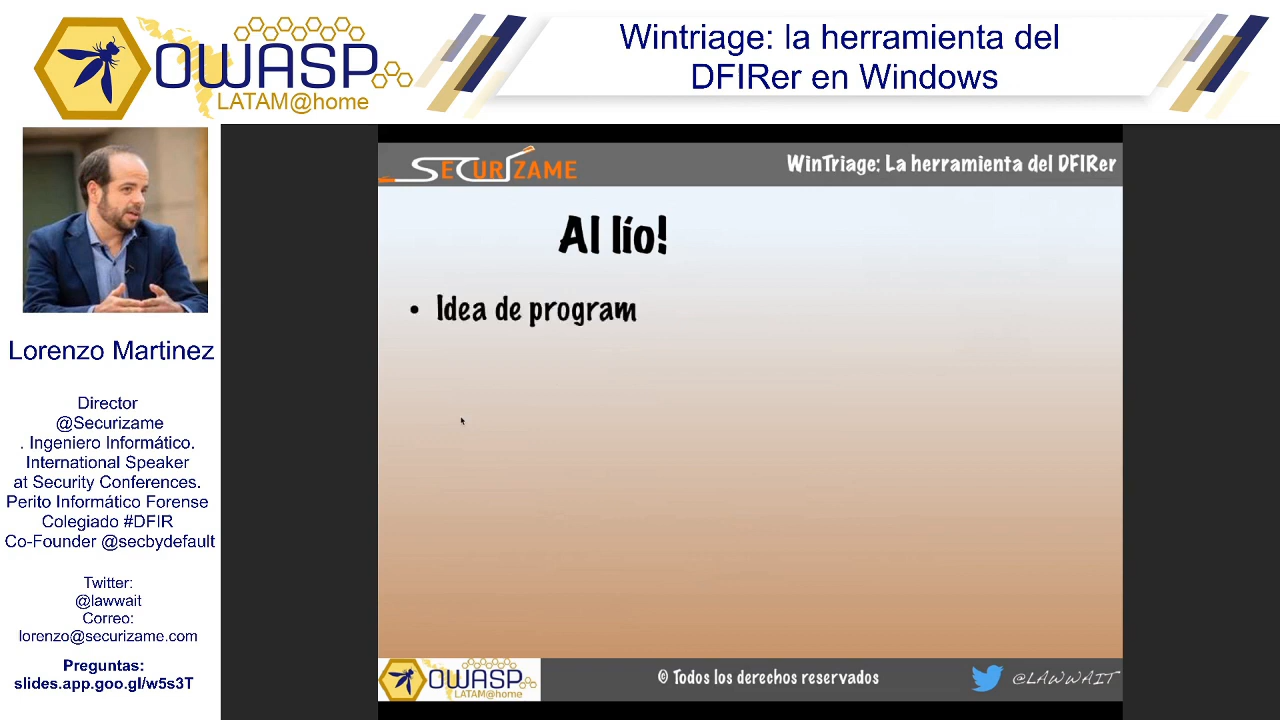 OWASP
LATAM@home
Wintriage: la herramienta del
DFIRer en Windows
Lorenzo Martinez
Director
@Securizame
. Ingeniero Informático.
International Speaker
at Security Conferences.
Perito Informático Forense
Colegiado #DFIR
Co-Founder @secbydefault
Twitter:
@lawwait
Correo:
lorenzo@securizame.com
Preguntas:
slides.app.goo.gl/w5s3T
SECURIZAME
WinTriage: La herramienta del DFIRer
Al lío!
• Idea de program
OWASP
LATAM@home
© Todos los derechos reservados
@LAWWAIT